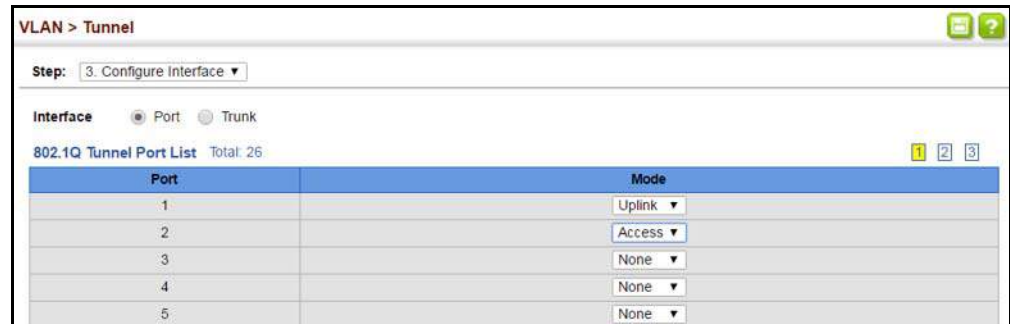 VLAN > Tunnel
?
Step: 3. Configure Interface ▼
Interface Port Trunk
802.1Q Tunnel Port List Total: 26 1 2 3
Port Mode
1 Uplink ▼
2 Access ▼
3 None ▼
4 None ▼
5 None ▼